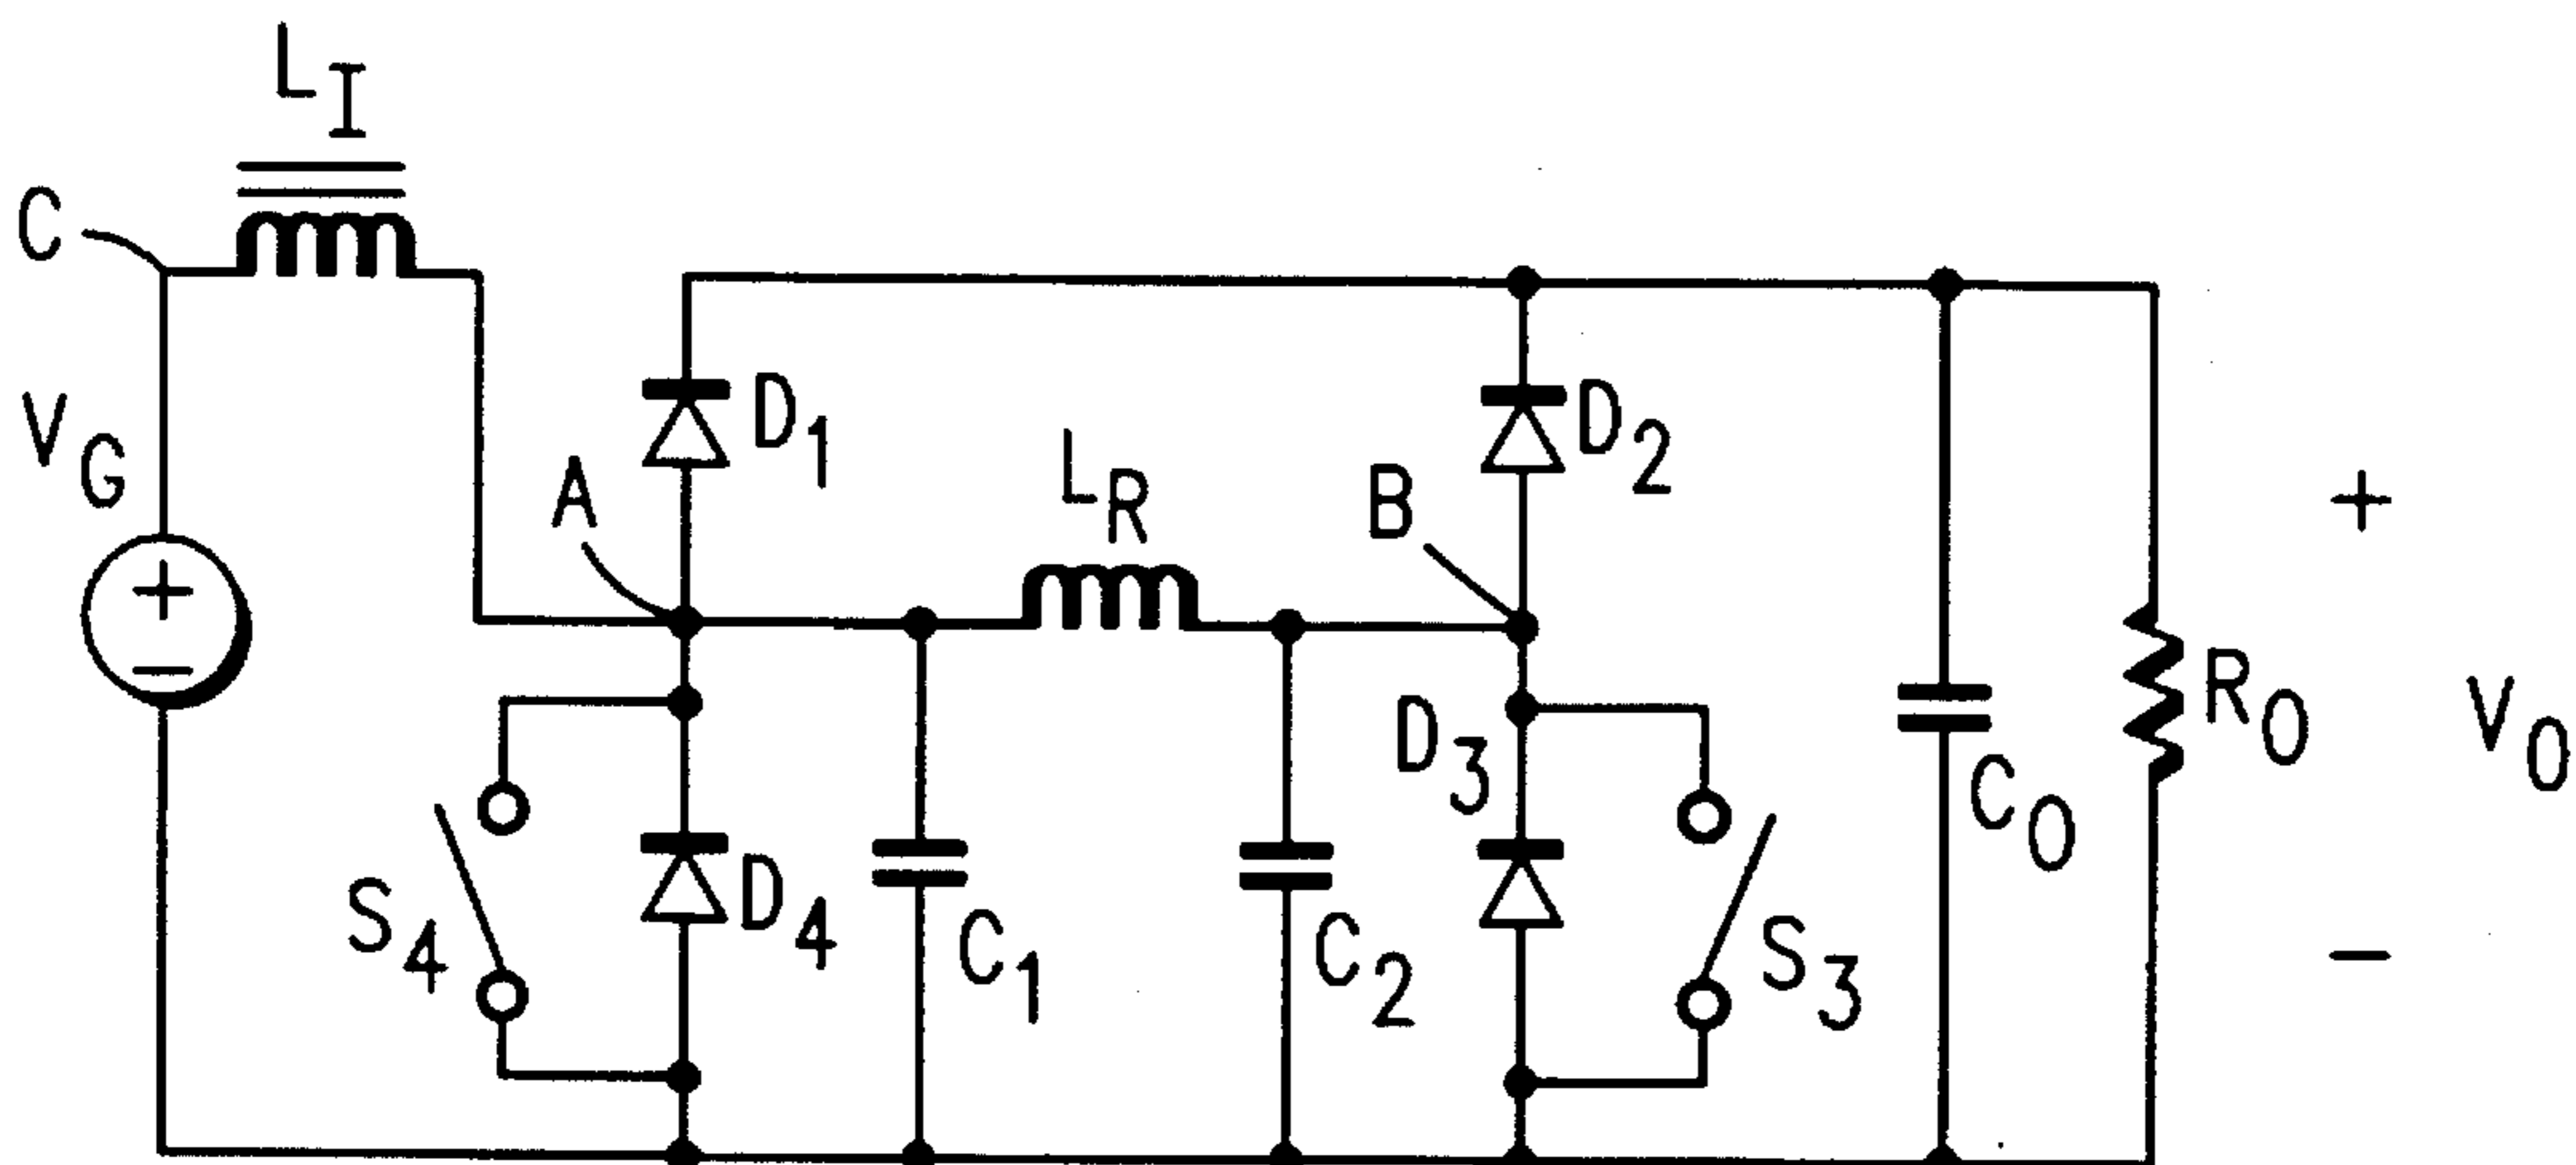 L_I
C
V_G
+
−
A
D_1
L_R
B
D_2
S_4
D_4
C_1
C_2
D_3
S_3
C_O
R_O
+
V_O
−